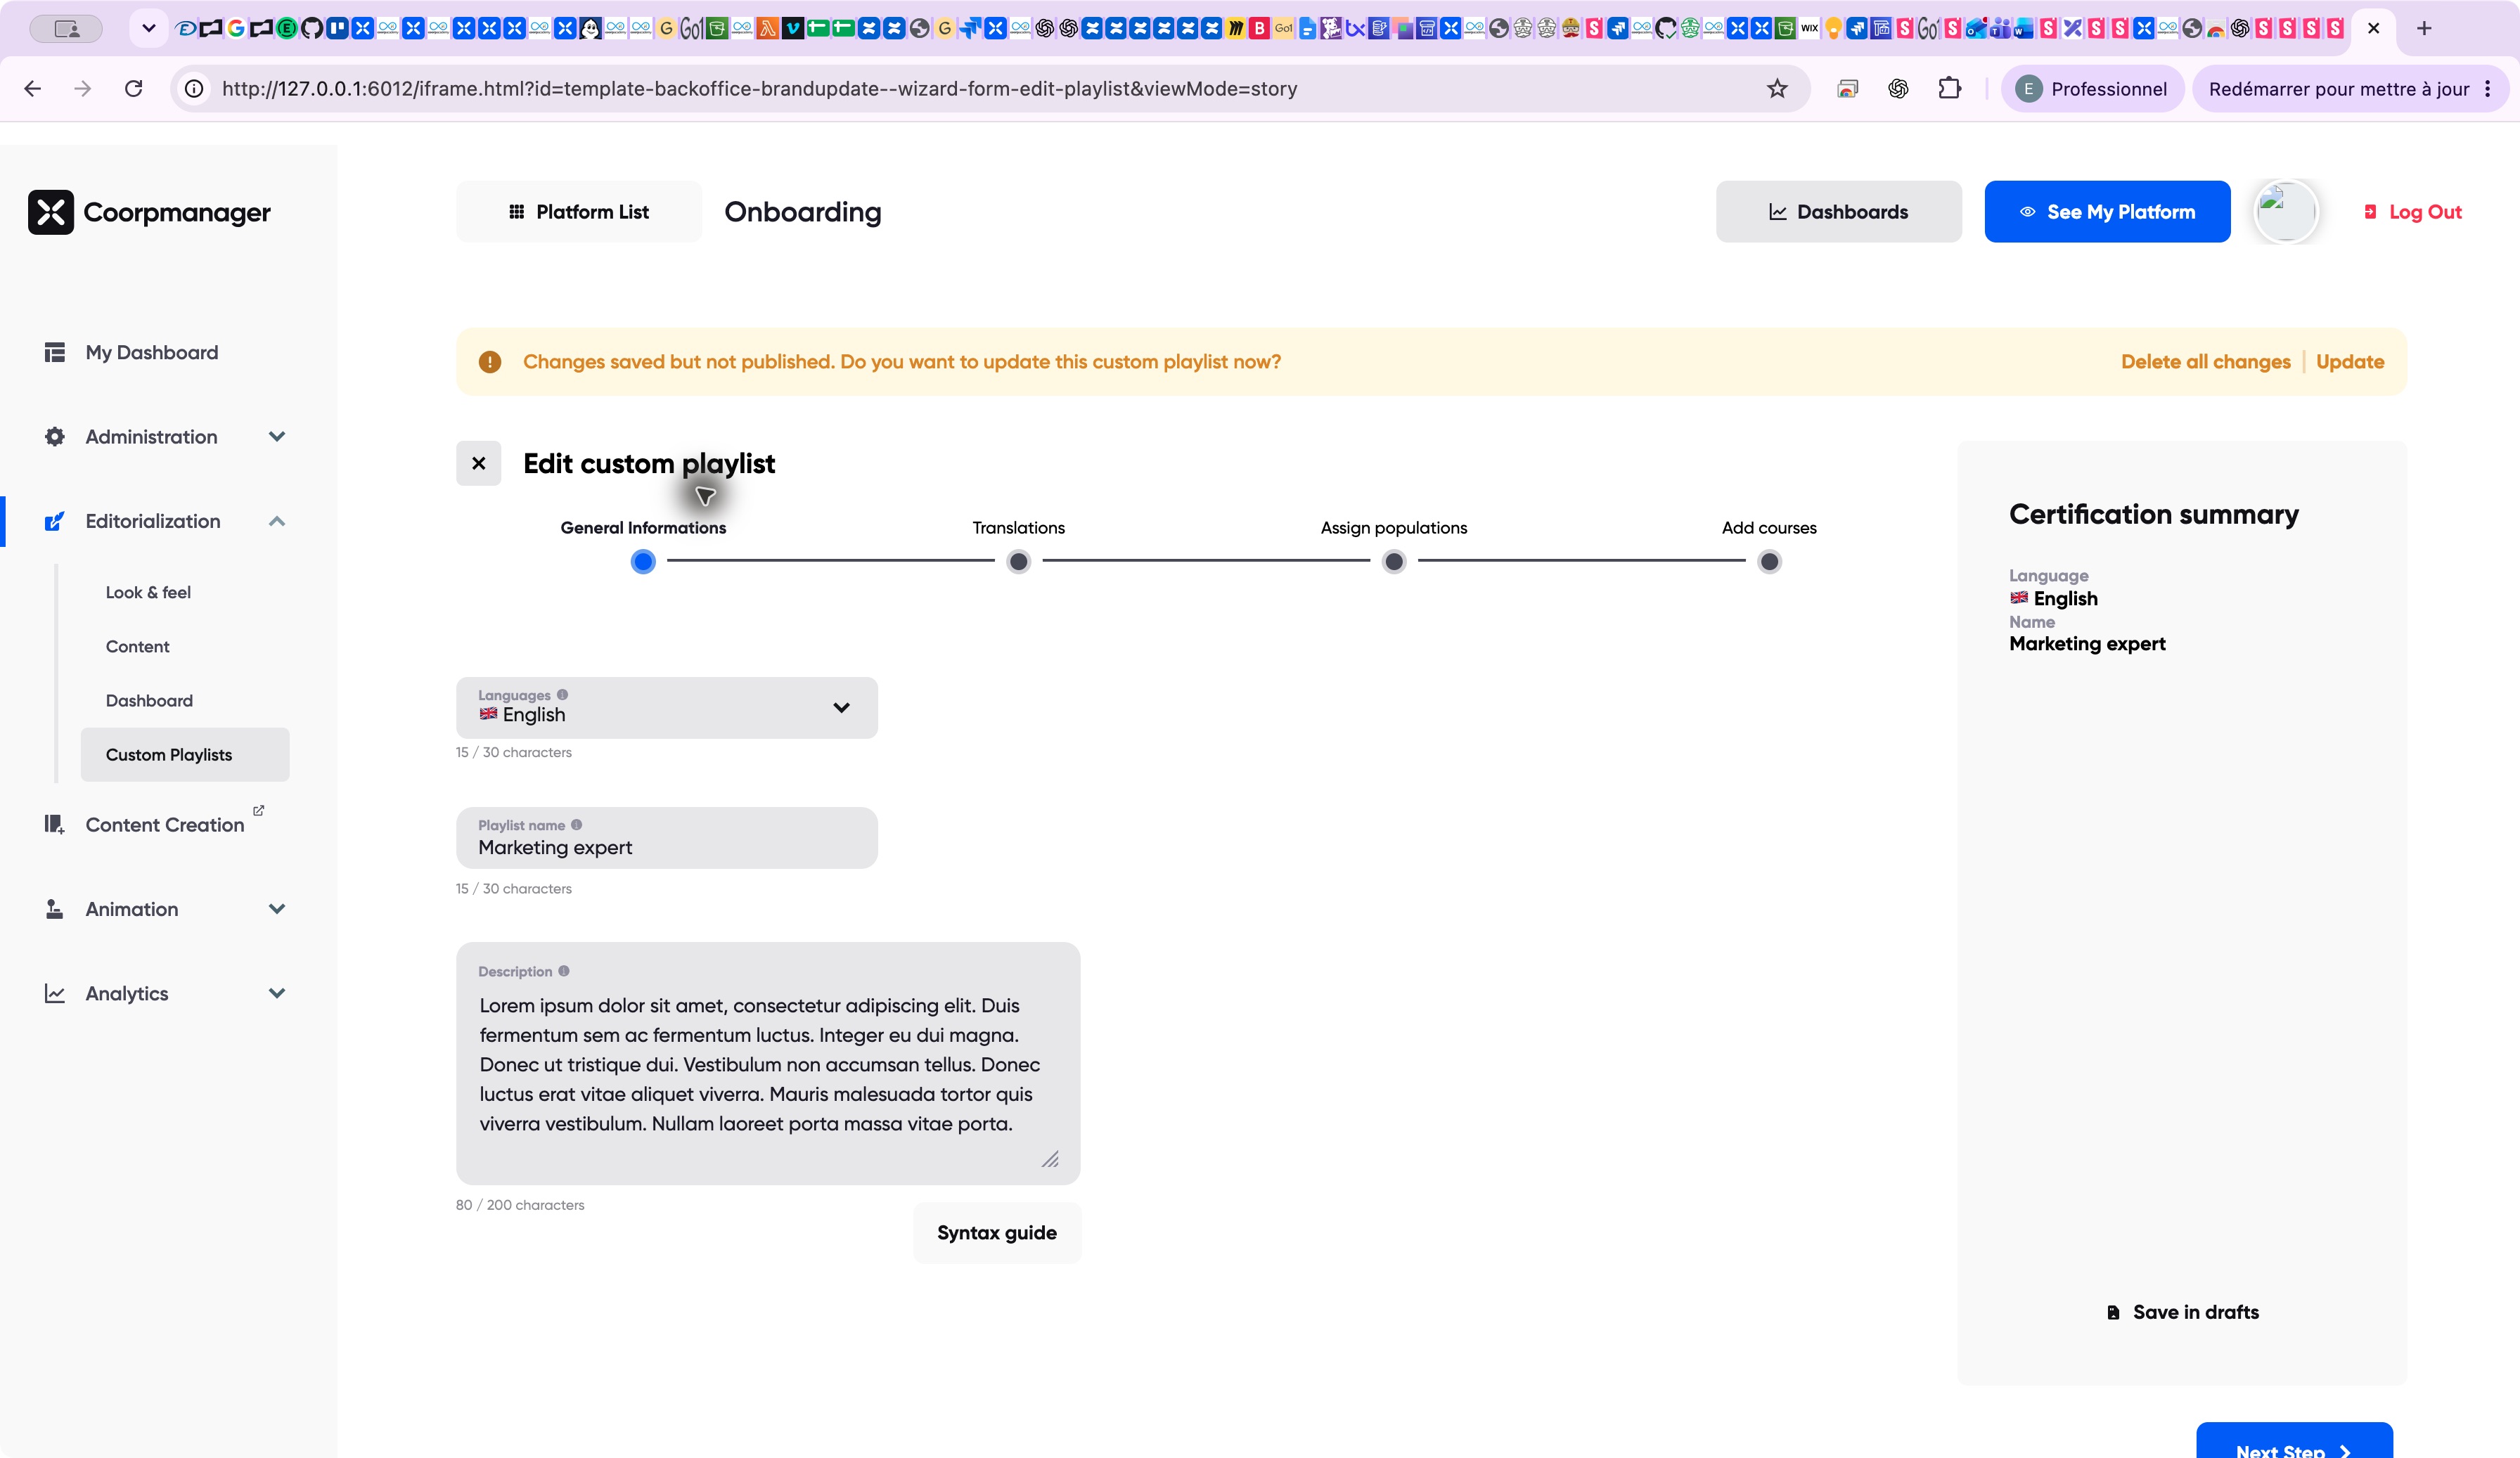 http://127.0.0.1:6012/iframe.html?id=template-backoffice-brandupdate--wizard-form-edit-playlist&viewMode=story
E Professionnel
Redémarrer pour mettre à jour
Coorpmanager
Platform List
Onboarding
Dashboards
See My Platform
Log Out
My Dashboard
Administration
Editorialization
Look & feel
Content
Dashboard
Custom Playlists
Content Creation
Animation
Analytics
Changes saved but not published. Do you want to update this custom playlist now?
Delete all changes
Update
Edit custom playlist
General Informations
Translations
Assign populations
Add courses
Languages
English
15 / 30 characters
Playlist name
Marketing expert
15 / 30 characters
Description
Lorem ipsum dolor sit amet, consectetur adipiscing elit. Duis
fermentum sem ac fermentum luctus. Integer eu dui magna.
Donec ut tristique dui. Vestibulum non accumsan tellus. Donec
luctus erat vitae aliquet viverra. Mauris malesuada tortor quis
viverra vestibulum. Nullam laoreet porta massa vitae porta.
80 / 200 characters
Syntax guide
Certification summary
Language
English
Name
Marketing expert
Save in drafts
Next Step